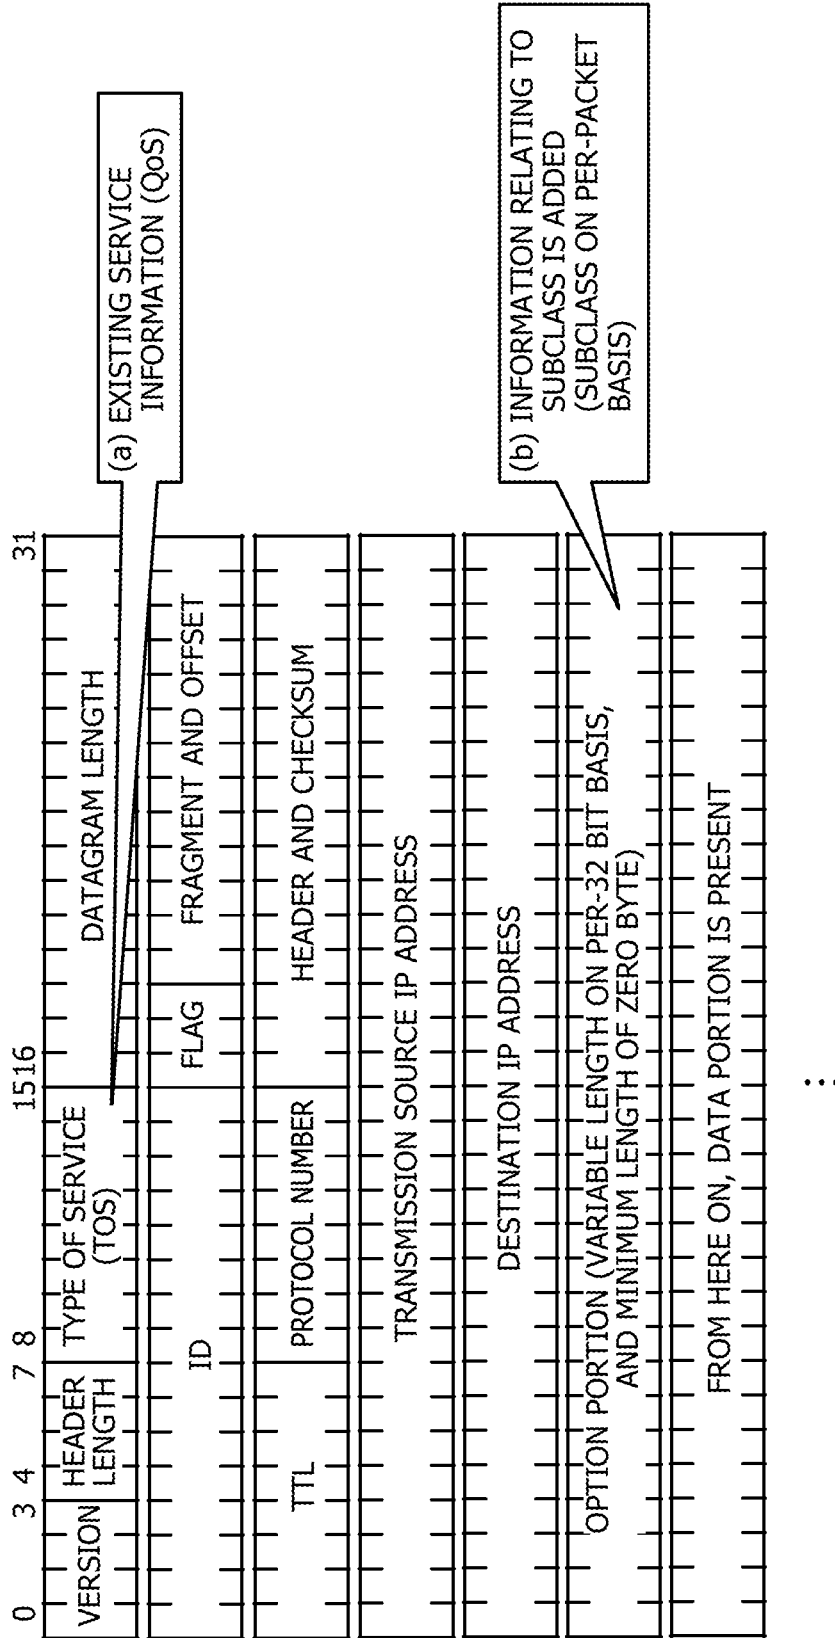 0 3 4 7 8 1516 31
VERSION
HEADER
LENGTH
TYPE OF SERVICE
(TOS)
DATAGRAM LENGTH
ID
FLAG
FRAGMENT AND OFFSET
TTL
PROTOCOL NUMBER
HEADER AND CHECKSUM
TRANSMISSION SOURCE IP ADDRESS
DESTINATION IP ADDRESS
OPTION PORTION (VARIABLE LENGTH ON PER-32 BIT BASIS,
AND MINIMUM LENGTH OF ZERO BYTE)
FROM HERE ON, DATA PORTION IS PRESENT
⋮
(a) EXISTING SERVICE
INFORMATION (QoS)
(b) INFORMATION RELATING TO
SUBCLASS IS ADDED
(SUBCLASS ON PER-PACKET
BASIS)